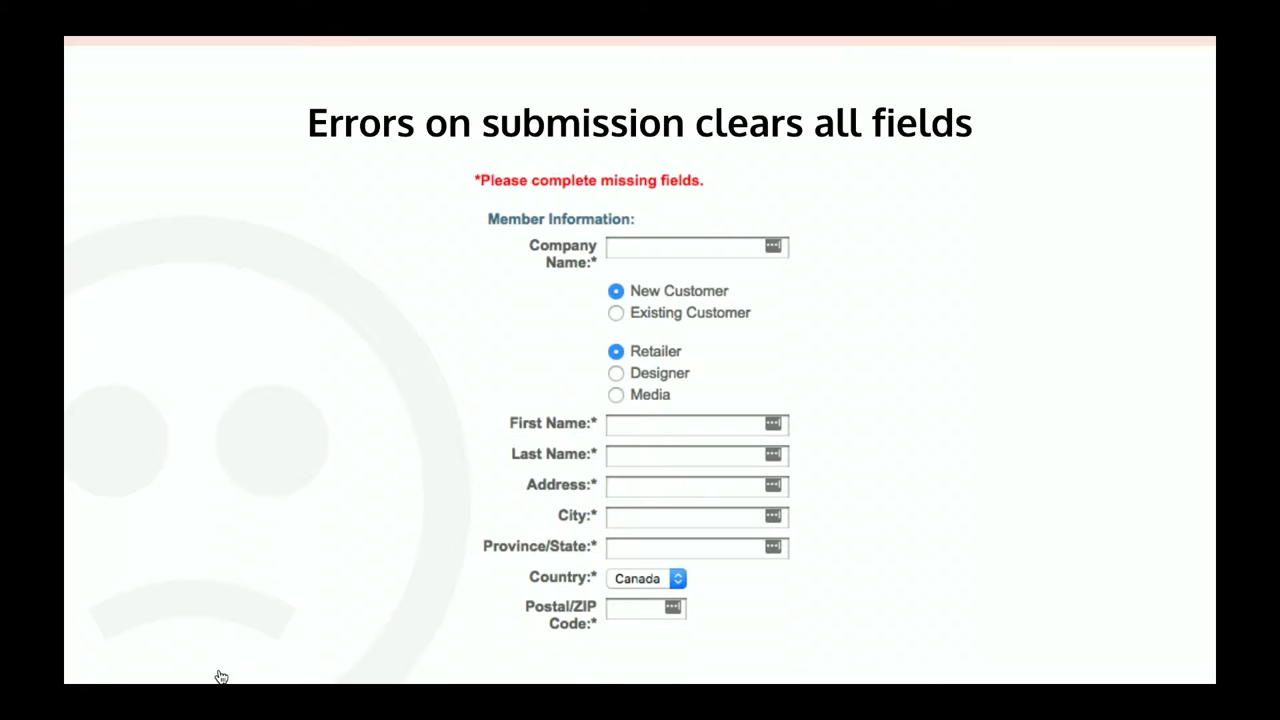 Errors on submission clears all fields
*Please complete missing fields.
Member Information:
Company
Name:*
New Customer
Existing Customer
Retailer
Designer
Media
First Name:*
Last Name:*
Address:*
City:*
Province/State:*
Country:* Canada
Postal/ZIP
Code:*